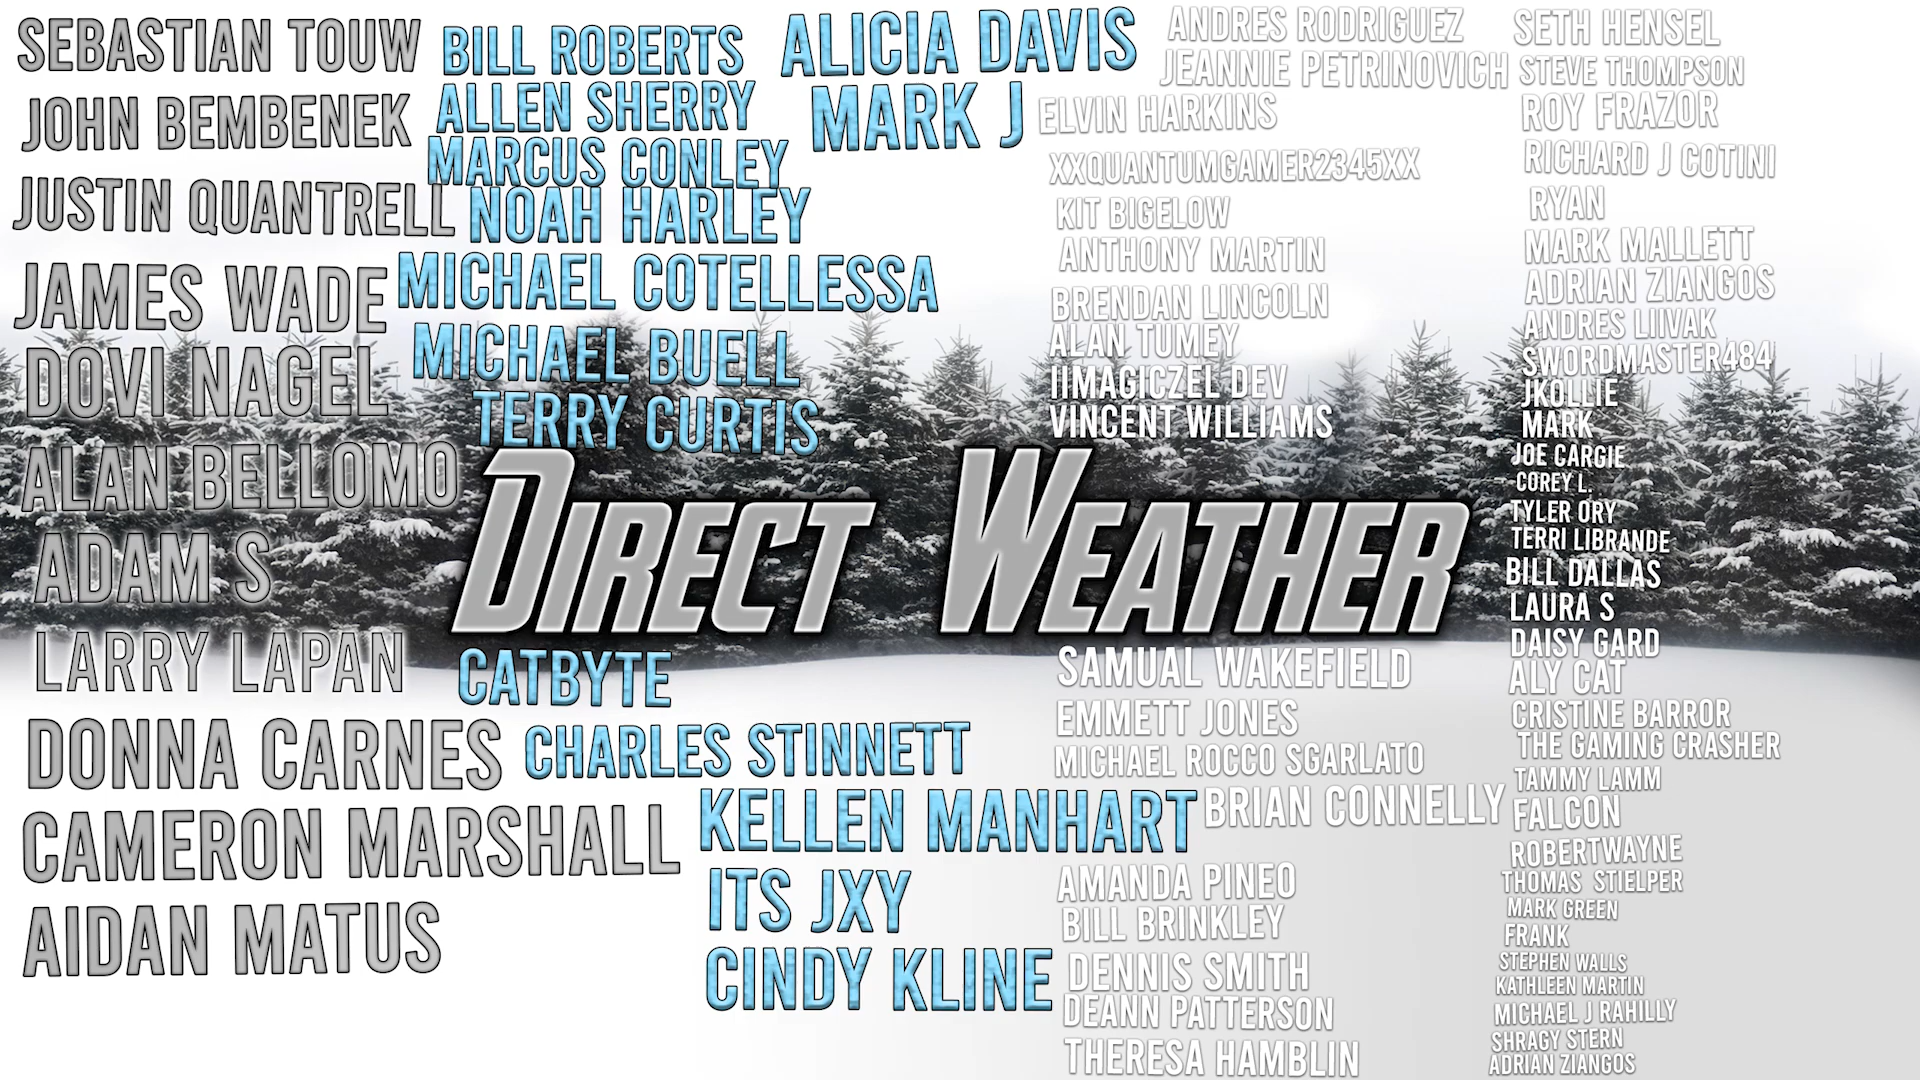 SEBASTIAN TOUW
JOHN BEMBENEK
JUSTIN QUANTRELL
JAMES WADE
DOVI NAGEL
ALAN BELLOMO
ADAM S
LARRY LAPAN
DONNA CARNES
CAMERON MARSHALL
AIDAN MATUS
BILL ROBERTS
ALLEN SHERRY
MARCUS CONLEY
NOAH HARLEY
MICHAEL COTELLESSA
MICHAEL BUELL
TERRY CURTIS
ALICIA DAVIS
MARK J
DIRECT WEATHER
CATBYTE
CHARLES STINNETT
KELLEN MANHART
ITS JXY
CINDY KLINE
ANDRES RODRIGUEZ
JEANNIE PETRINOVICH
ELVIN HARKINS
XXQUANTUMGAMER2345XX
KIT BIGELOW
ANTHONY MARTIN
BRENDAN LINCOLN
ALAN TUMEY
IIMAGICZEL DEV
VINCENT WILLIAMS
SAMUAL WAKEFIELD
EMMETT JONES
MICHAEL ROCCO SGARLATO
BRIAN CONNELLY
AMANDA PINEO
BILL BRINKLEY
DENNIS SMITH
DEANN PATTERSON
THERESA HAMBLIN
SETH HENSEL
STEVE THOMPSON
ROY FRAZOR
RICHARD J COTINI
RYAN
MARK MALLETT
ADRIAN ZIANGOS
ANDRES LIIVAK
SWORDMASTER484
JKOLLIE
MARK
JOE CARGIE
COREY L.
TYLER ORY
TERRI LIBRANDE
BILL DALLAS
LAURA S
DAISY GARD
ALY CAT
CRISTINE BARROR
THE GAMING CRASHER
TAMMY LAMM
FALCON
ROBERTWAYNE
THOMAS STIELPER
MARK GREEN
FRANK
STEPHEN WALLS
KATHLEEN MARTIN
MICHAEL J RAHILLY
SHRAGY STERN
ADRIAN ZIANGOS